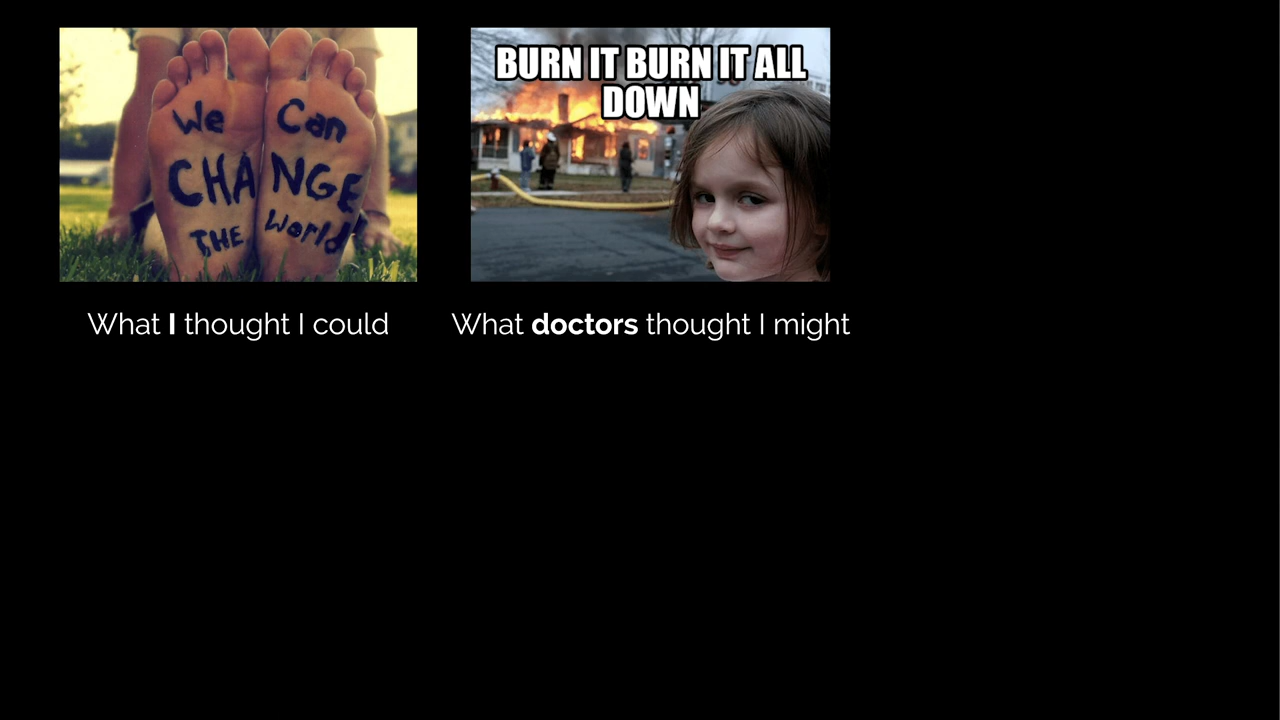 We Can
CHANGE
THE World!
BURN IT BURN IT ALL
DOWN
What I thought I could
What doctors thought I might